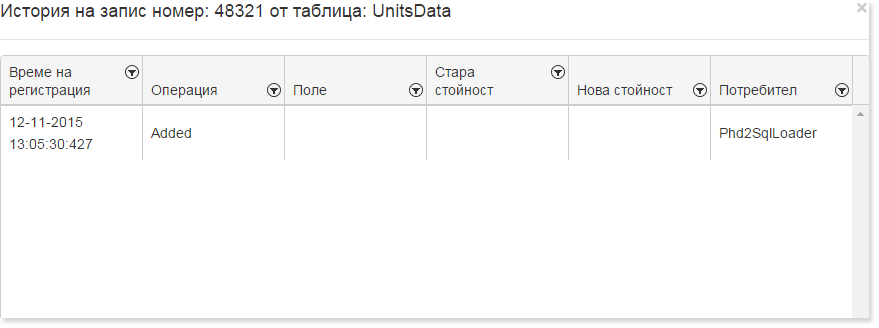 История на запис номер: 48321 от таблица: UnitsData
Време на
регистрация
Операция
Поле
Стара
стойност
Нова стойност
Потребител
12-11-2015
13:05:30:427
Added
Phd2SqlLoader